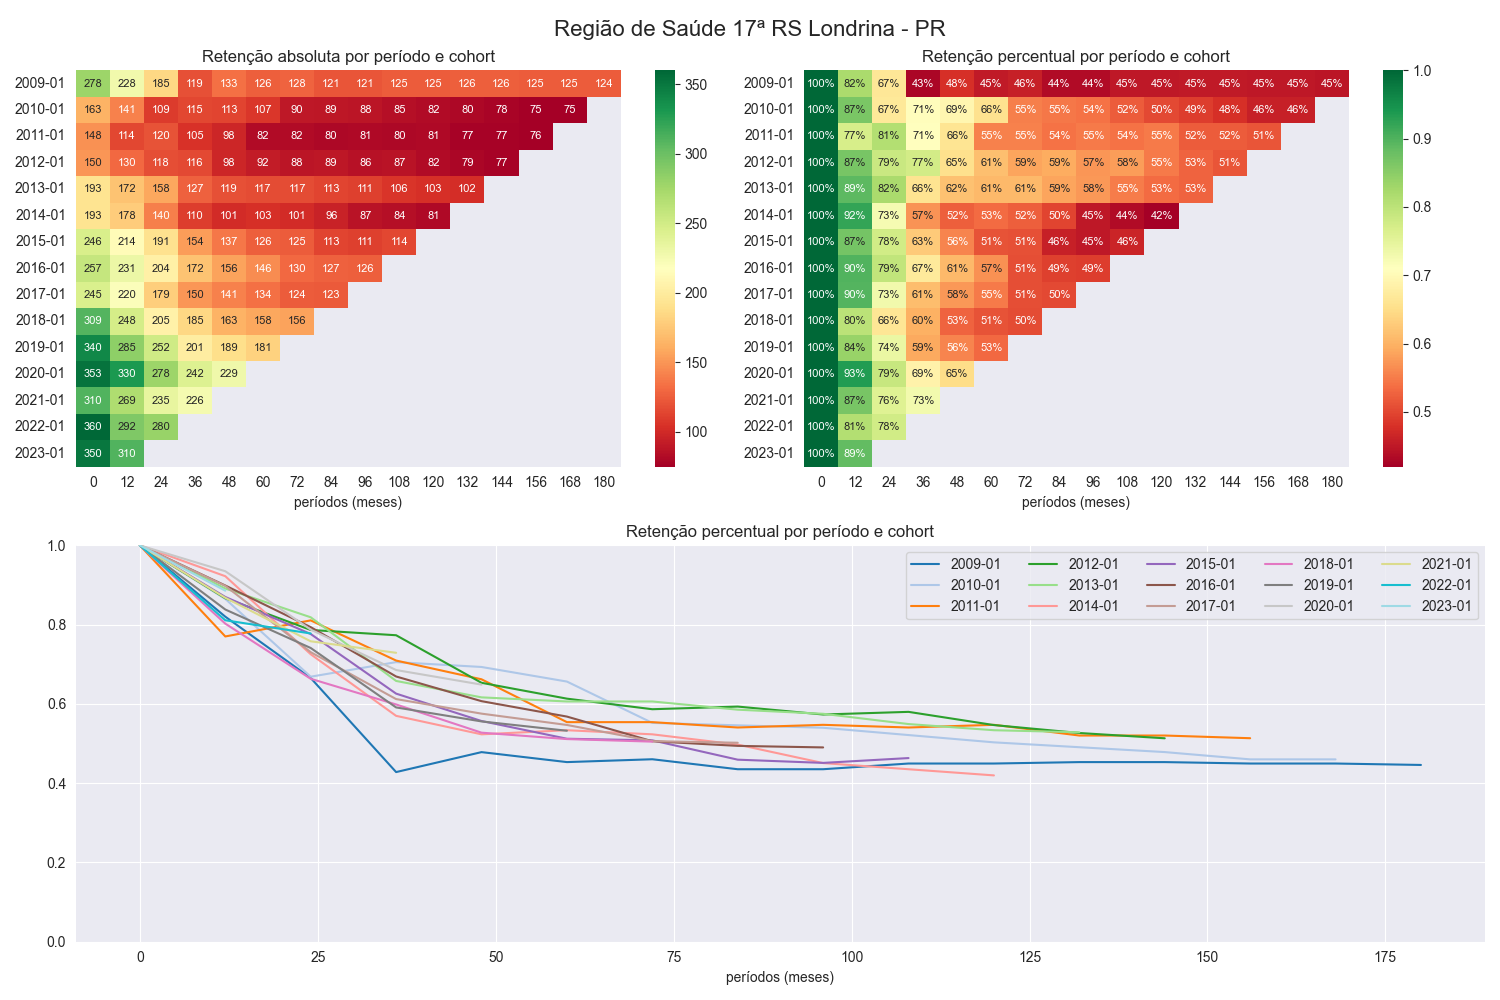 Região de Saúde 17ª RS Londrina - PR
Retenção absoluta por período e cohort
2009-01 278 228 185 119 133 126 128 121 121 125 125 126 126 125 125 124
2010-01 163 141 109 115 113 107 90 89 88 85 82 80 78 75 75
2011-01 148 114 120 105 98 82 82 80 81 80 81 77 77 76
2012-01 150 130 118 116 98 92 88 89 86 87 82 79 77
2013-01 193 172 158 127 119 117 117 113 111 106 103 102
2014-01 193 178 140 110 101 103 101 96 87 84 81
2015-01 246 214 191 154 137 126 125 113 111 114
2016-01 257 231 204 172 156 146 130 127 126
2017-01 245 220 179 150 141 134 124 123
2018-01 309 248 205 185 163 158 156
2019-01 340 285 252 201 189 181
2020-01 353 330 278 242 229
2021-01 310 269 235 226
2022-01 360 292 280
2023-01 350 310
0 12 24 36 48 60 72 84 96 108 120 132 144 156 168 180
períodos (meses)
350
300
250
200
150
100
Retenção percentual por período e cohort
2009-01 100% 82% 67% 43% 48% 45% 46% 44% 44% 45% 45% 45% 45% 45% 45% 45%
2010-01 100% 87% 67% 71% 69% 66% 55% 55% 54% 52% 50% 49% 48% 46% 46%
2011-01 100% 77% 81% 71% 66% 55% 55% 54% 55% 54% 55% 52% 52% 51%
2012-01 100% 87% 79% 77% 65% 61% 59% 59% 57% 58% 55% 53% 51%
2013-01 100% 89% 82% 66% 62% 61% 61% 59% 58% 55% 53% 53%
2014-01 100% 92% 73% 57% 52% 53% 52% 50% 45% 44% 42%
2015-01 100% 87% 78% 63% 56% 51% 51% 46% 45% 46%
2016-01 100% 90% 79% 67% 61% 57% 51% 49% 49%
2017-01 100% 90% 73% 61% 58% 55% 51% 50%
2018-01 100% 80% 66% 60% 53% 51% 50%
2019-01 100% 84% 74% 59% 56% 53%
2020-01 100% 93% 79% 69% 65%
2021-01 100% 87% 76% 73%
2022-01 100% 81% 78%
2023-01 100% 89%
0 12 24 36 48 60 72 84 96 108 120 132 144 156 168 180
períodos (meses)
1.0
0.9
0.8
0.7
0.6
0.5
Retenção percentual por período e cohort
1.0
0.8
0.6
0.4
0.2
0.0
2009-01 2012-01 2015-01 2018-01 2021-01
2010-01 2013-01 2016-01 2019-01 2022-01
2011-01 2014-01 2017-01 2020-01 2023-01
0 25 50 75 100 125 150 175
períodos (meses)